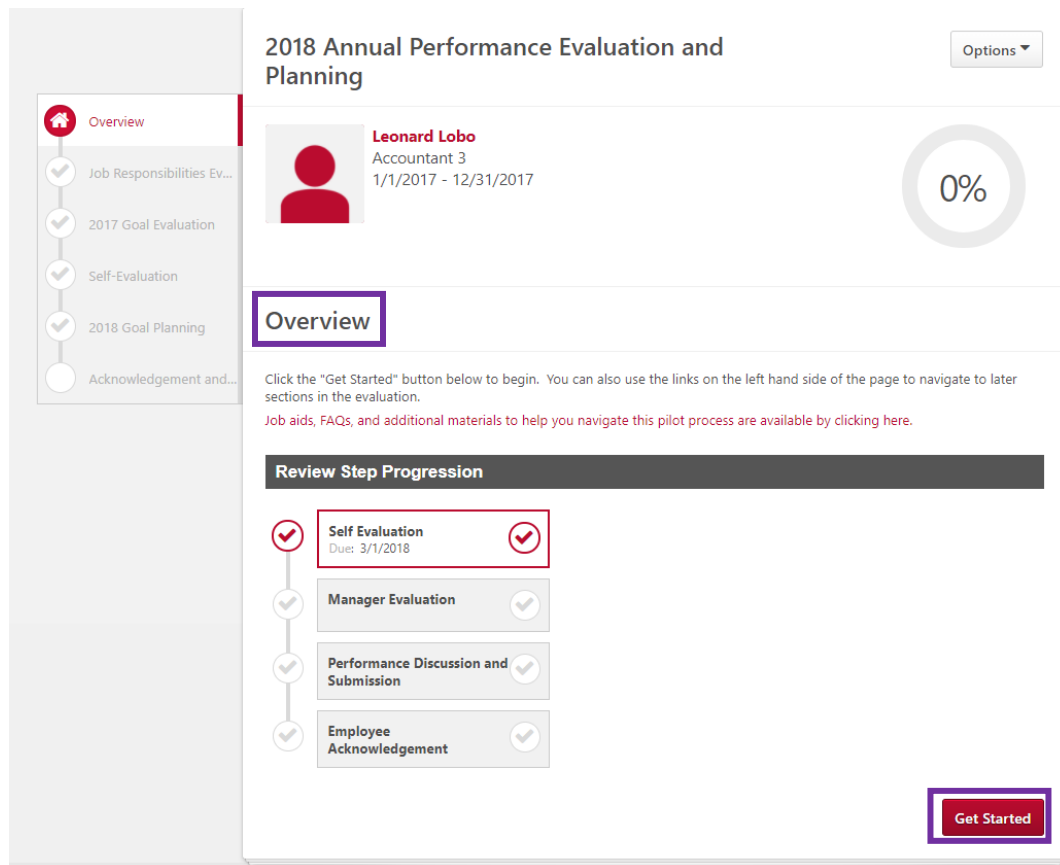 2018 Annual Performance Evaluation and
Planning
Options
Overview
Job Responsibilities Ev...
2017 Goal Evaluation
Self-Evaluation
2018 Goal Planning
Acknowledgement and...
Leonard Lobo
Accountant 3
1/1/2017 - 12/31/2017
0%
Overview
Click the "Get Started" button below to begin. You can also use the links on the left hand side of the page to navigate to later
sections in the evaluation.
Job aids, FAQs, and additional materials to help you navigate this pilot process are available by clicking here.
Review Step Progression
Self Evaluation
Due: 3/1/2018
Manager Evaluation
Performance Discussion and
Submission
Employee
Acknowledgement
Get Started